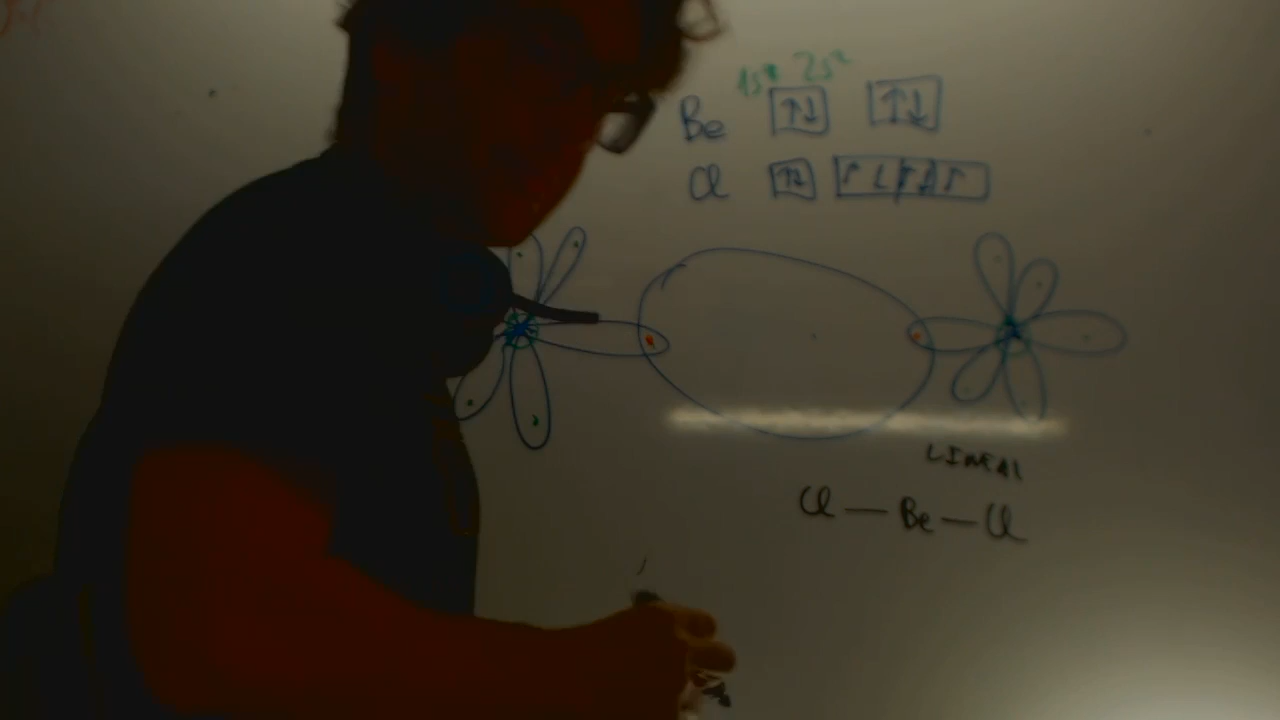 1s² 2s²
Be ↑↓ ↑↓
Cl ↑↓
LINEAL
Cl — Be — Cl